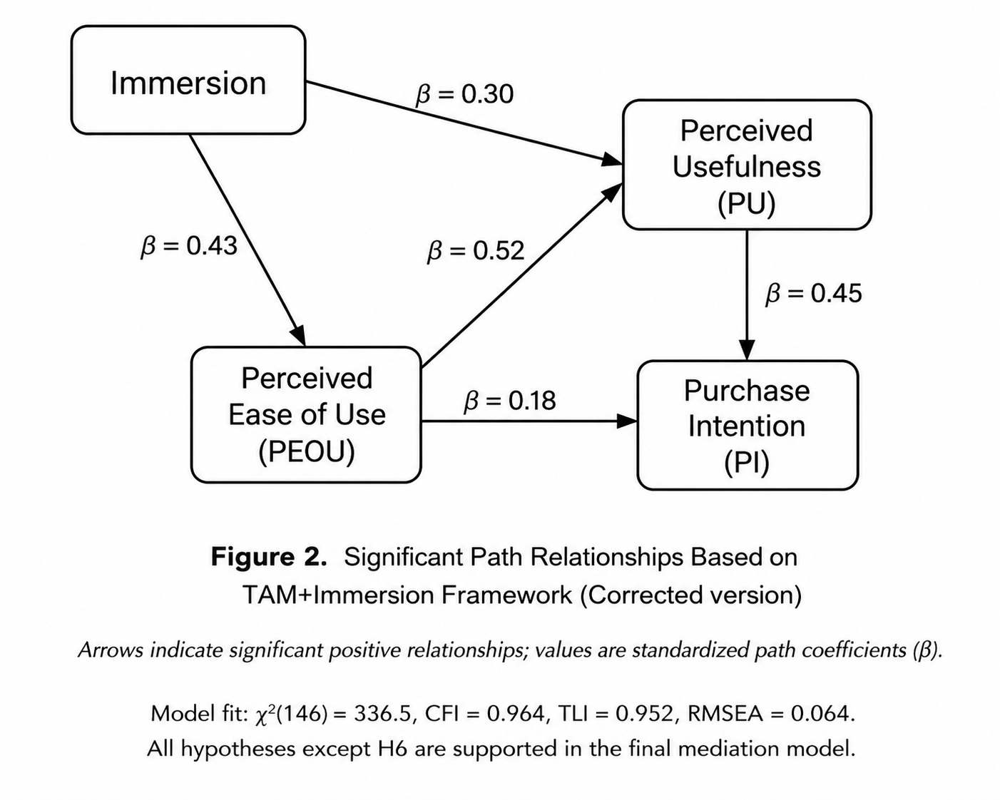 Immersion
β = 0.30
Perceived
Usefulness
(PU)
β = 0.43
β = 0.52
β = 0.45
Perceived
Ease of Use
(PEOU)
β = 0.18
Purchase
Intention
(PI)
Figure 2. Significant Path Relationships Based on
TAM+Immersion Framework (Corrected version)
Arrows indicate significant positive relationships; values are standardized path coefficients (β).
Model fit: χ²(146) = 336.5, CFI = 0.964, TLI = 0.952, RMSEA = 0.064.
All hypotheses except H6 are supported in the final mediation model.